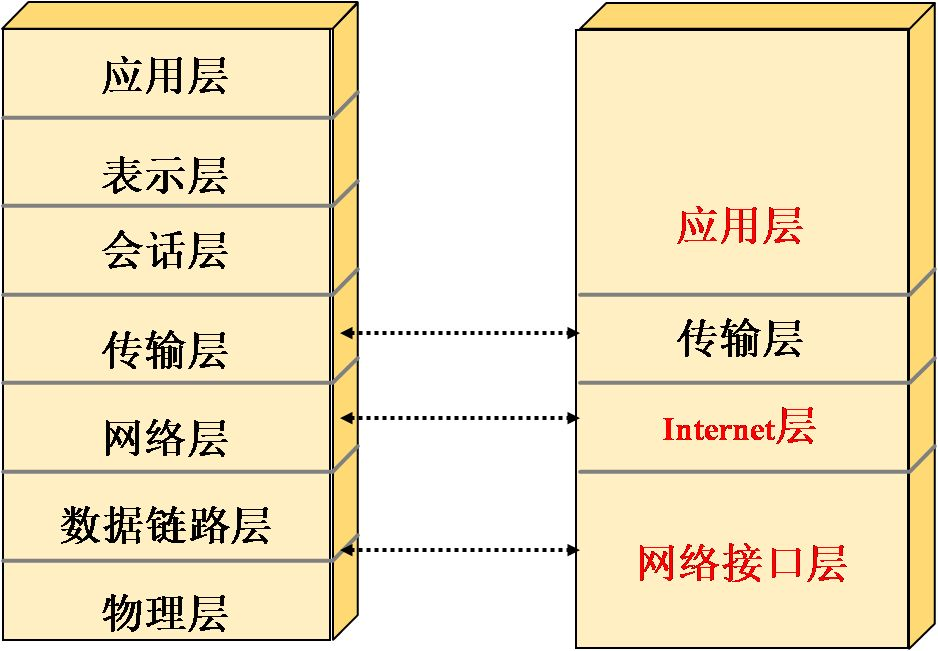 应用层
表示层
会话层
传输层
网络层
数据链路层
物理层
应用层
传输层
Internet层
网络接口层